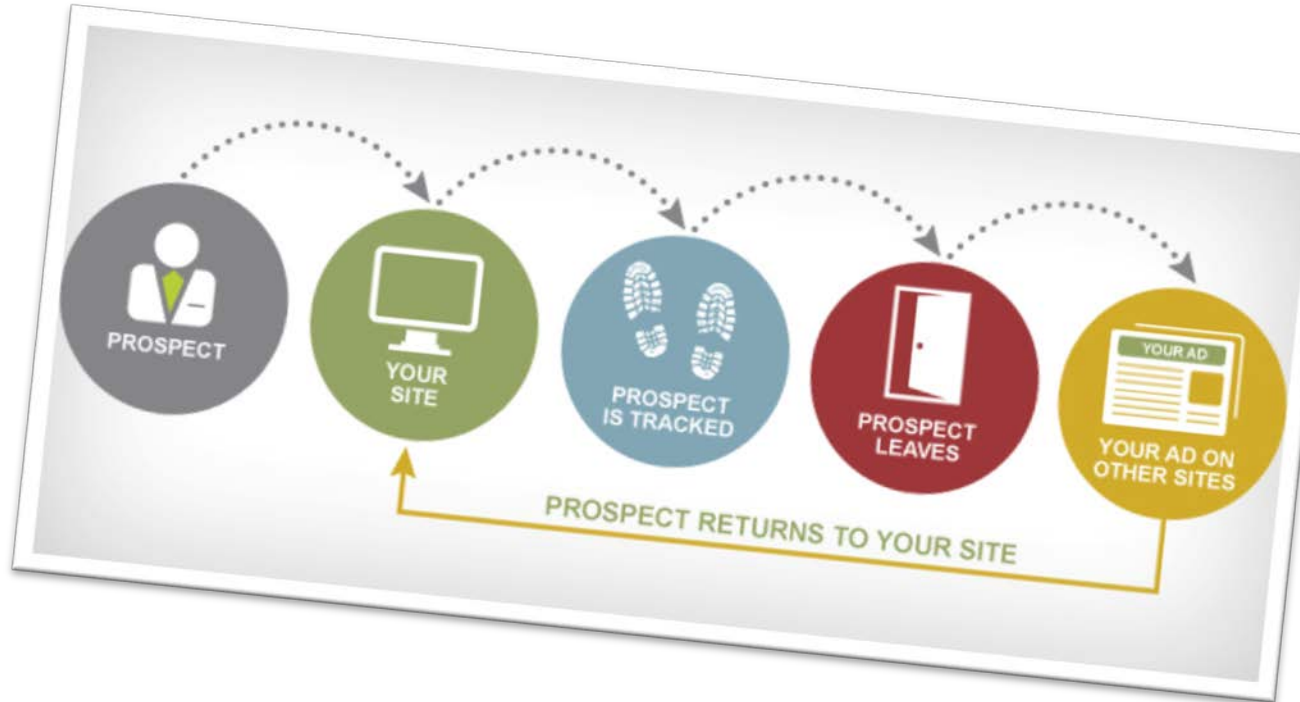 PROSPECT
YOUR
SITE
PROSPECT
IS TRACKED
PROSPECT
LEAVES
YOUR AD
YOUR AD ON
OTHER SITES
PROSPECT RETURNS TO YOUR SITE